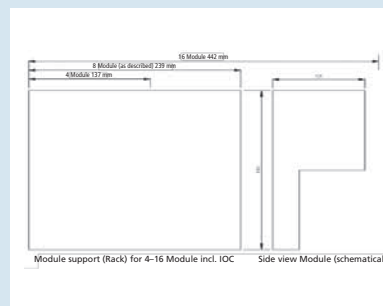 16 Module 442 mm
8 Module (as described) 239 mm
4 Module 137 mm
Module support (Rack) for 4–16 Module incl. IOC
Side view Module (schematical